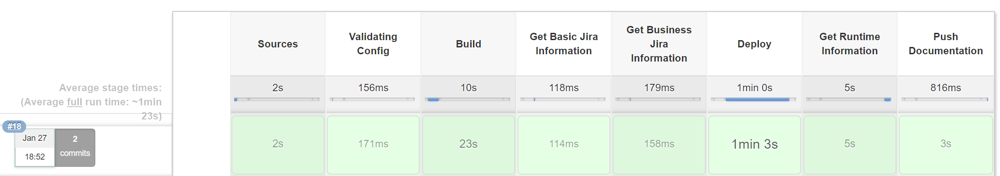 Sources
Validating
Config
Build
Get Basic Jira
Information
Get Business
Jira
Information
Deploy
Get Runtime
Information
Push
Documentation
Average stage times:
(Average full run time: ~1min
23s)
2s
156ms
10s
118ms
179ms
1min 0s
5s
816ms
#18
Jan 27
18:52
2
commits
2s
171ms
23s
114ms
158ms
1min 3s
5s
3s